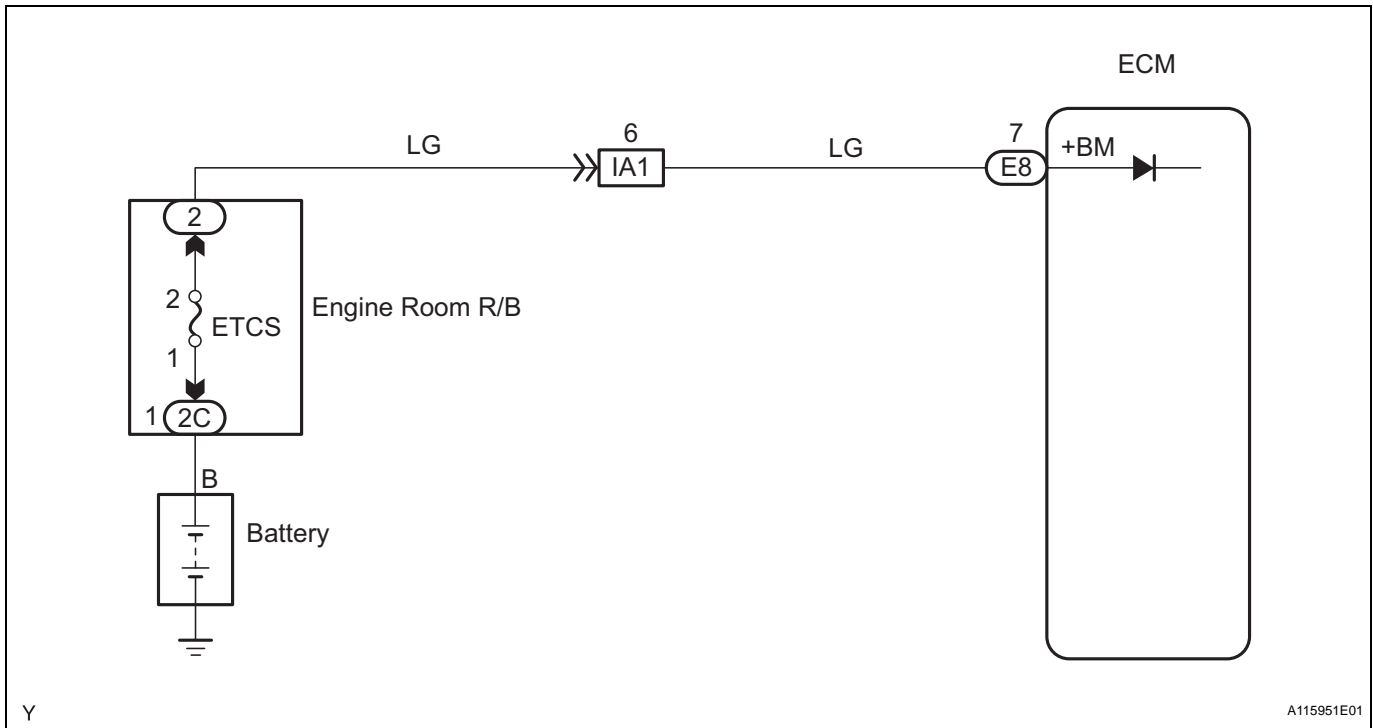 ECM
LG
6
IA1
LG
7
E8
+BM
2
2
ETCS
1
Engine Room R/B
1
2C
B
Battery
Y
A115951E01